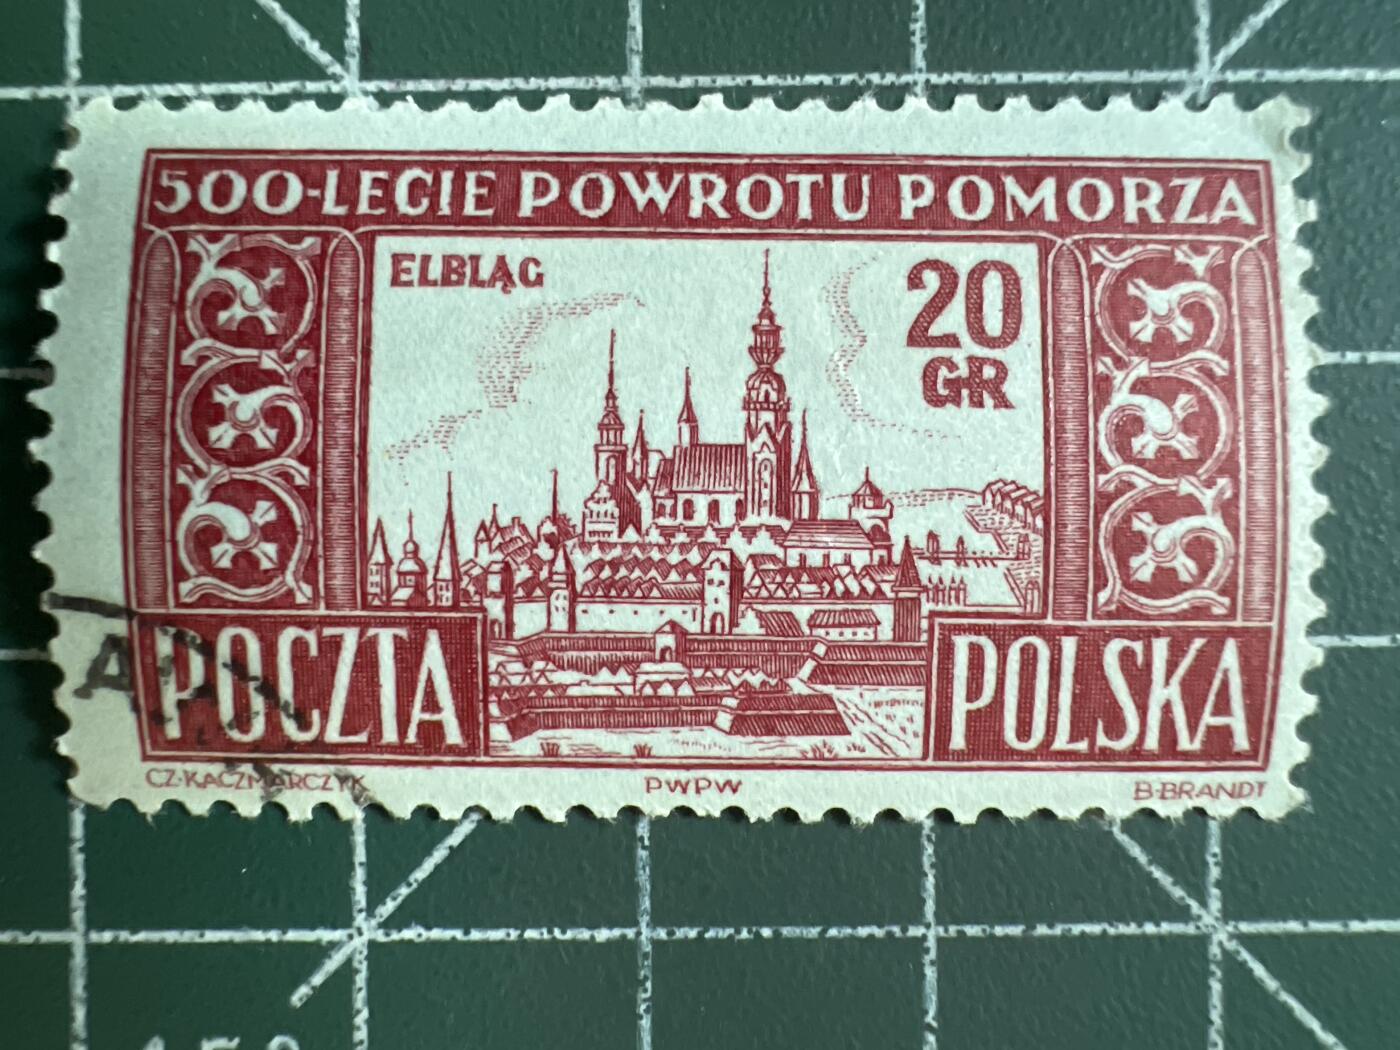 500-LECIE POWROTU POMORZA
ELBLĄG
20
GR
POCZTA POLSKA
CZ·KACZMARCZYK PWPW B·BRANDT